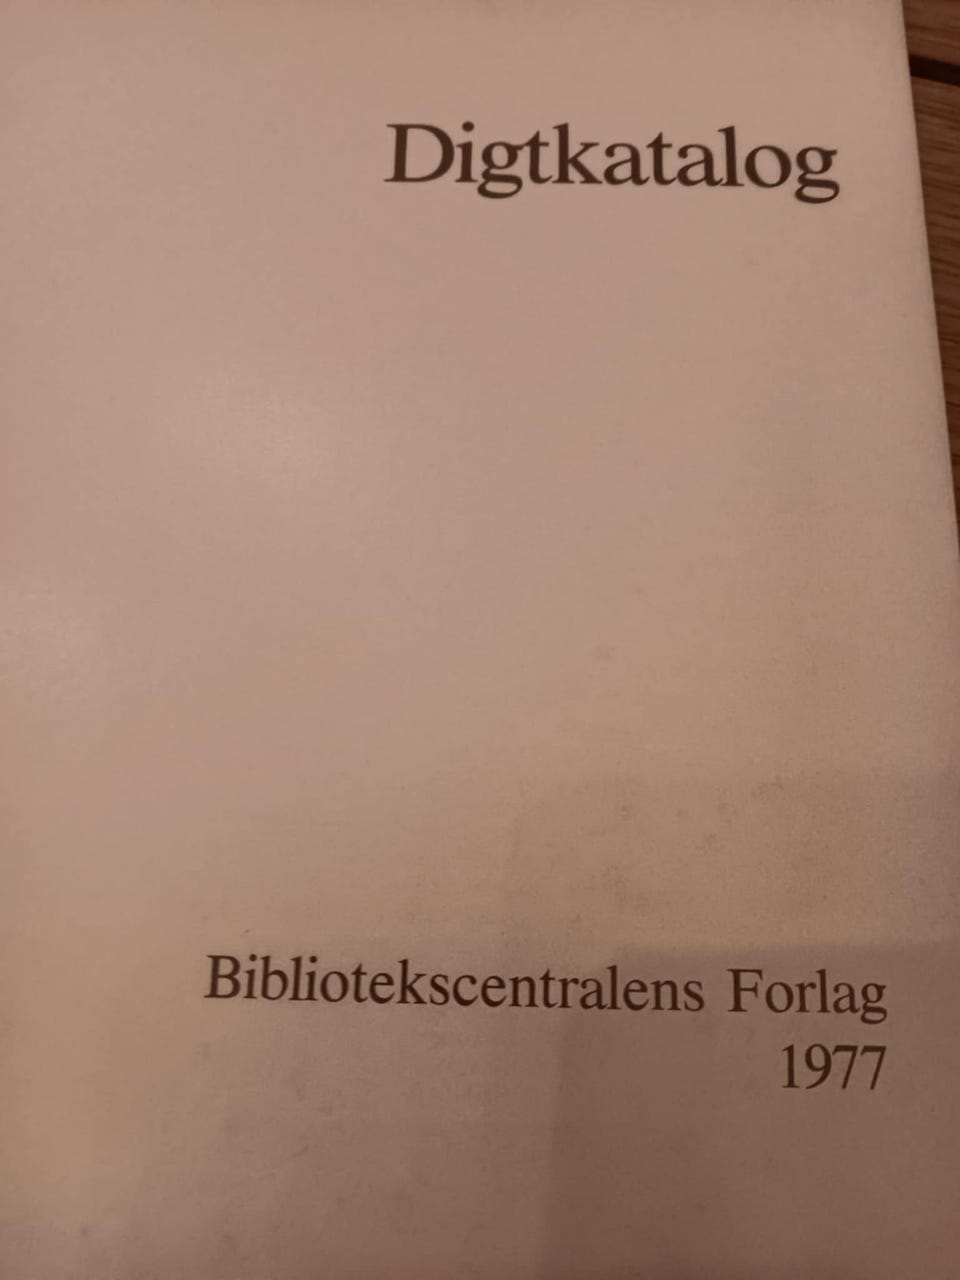 Digtkatalog
Bibliotekscentralens Forlag
1977